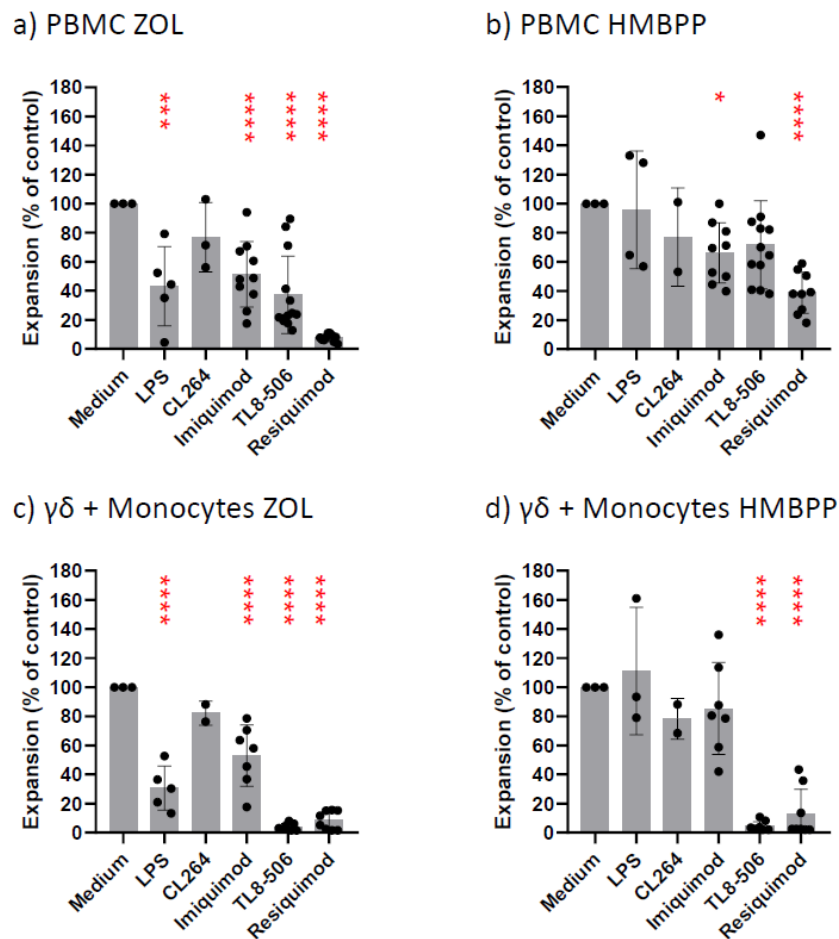 a) PBMC ZOL
Expansion (% of control)
180
160
140
120
100
80
60
40
20
0
***
****
****
****
Medium
LPS
CL264
Imiquimod
TL8-506
Resiquimod
b) PBMC HMBPP
Expansion (% of control)
180
160
140
120
100
80
60
40
20
0
*
****
Medium
LPS
CL264
Imiquimod
TL8-506
Resiquimod
c) γδ + Monocytes ZOL
Expansion (% of control)
180
160
140
120
100
80
60
40
20
0
****
****
****
****
Medium
LPS
CL264
Imiquimod
TL8-506
Resiquimod
d) γδ + Monocytes HMBPP
Expansion (% of control)
180
160
140
120
100
80
60
40
20
0
****
****
Medium
LPS
CL264
Imiquimod
TL8-506
Resiquimod